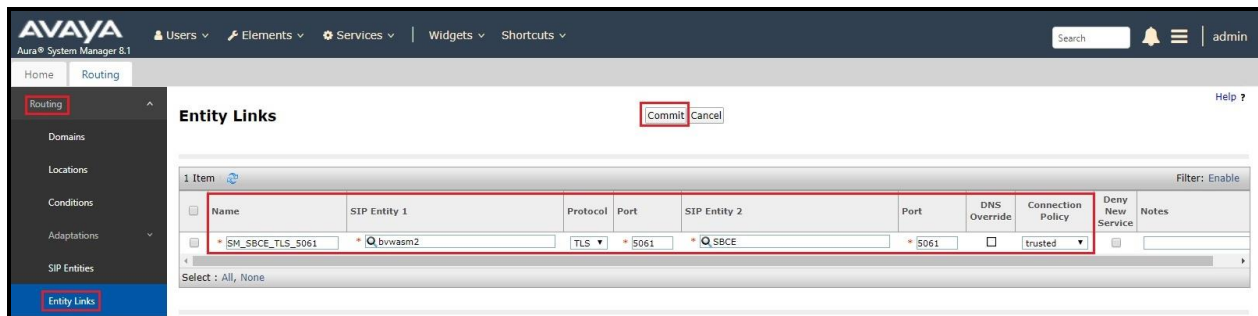 AVAYA
Aura® System Manager 8.1
Users Elements Services | Widgets Shortcuts
Search
admin
Home Routing
Help ?
Routing
Domains
Locations
Conditions
Adaptations
SIP Entities
Entity Links
Entity Links
Commit Cancel
1 Item
Filter: Enable
Name SIP Entity 1 Protocol Port SIP Entity 2 Port DNS Override Connection Policy Deny New Service Notes
* SM_SBCE_TLS_5061 * bvwasm2 TLS * 5061 * SBCE * 5061 trusted
Select : All, None